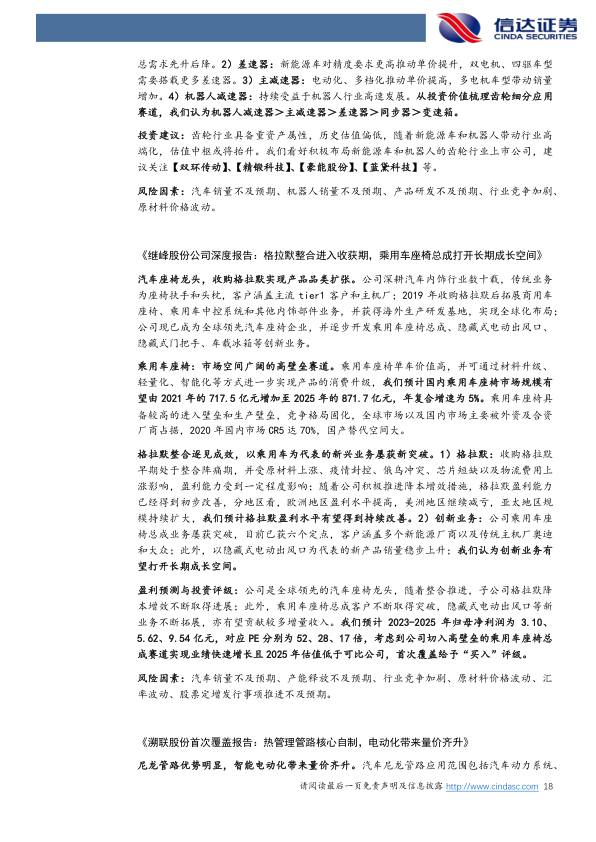 信达证券
CINDA SECURITIES
总需求先升后降。2）差速器：新能源车对精度要求更高推动单价提升，双电机、四驱车型
需要搭载更多差速器。3）主减速器：电动化、多档化推动单价提高，多电机车型带动销量
增加。4）机器人减速器：持续受益于机器人行业高速发展。从投资价值梳理齿轮细分应用
赛道，我们认为机器人减速器＞主减速器＞差速器＞同步器＞变速箱。
投资建议：齿轮行业具备重资产属性，历史估值偏低，随着新能源车和机器人带动行业高
端化，估值中枢或将抬升。我们看好积极布局新能源车和机器人的齿轮行业上市公司，建
议关注【双环传动】、【精锻科技】、【豪能股份】、【蓝黛科技】等。
风险因素：汽车销量不及预期、机器人销量不及预期、产品研发不及预期、行业竞争加剧、
原材料价格波动。
《继峰股份公司深度报告：格拉默整合进入收获期，乘用车座椅总成打开长期成长空间》
汽车座椅龙头，收购格拉默实现产品品类扩张。公司深耕汽车内饰行业数十载，传统业务
为座椅扶手和头枕，客户涵盖主流 tier1 客户和主机厂；2019 年收购格拉默后拓展商用车
座椅、乘用车中控系统和其他内饰部件业务，并获得海外生产研发基地，实现全球化布局；
公司现已成为全球领先汽车座椅企业，并逐步开发乘用车座椅总成、隐藏式电动出风口、
隐藏式门把手、车载冰箱等创新业务。
乘用车座椅：市场空间广阔的高壁垒赛道。乘用车座椅单车价值高，并可通过材料升级、
轻量化、智能化等方式进一步实现产品的消费升级，我们预计国内乘用车座椅市场规模有
望由 2021 年的 717.5 亿元增加至 2025 年的 871.7 亿元，年复合增速为 5%。乘用车座椅具
备较高的进入壁垒和生产壁垒，竞争格局固化，全球市场以及国内市场主要被外资及合资
厂商占据，2020 年国内市场 CR5 达 70%，国产替代空间大。
格拉默整合逐见成效，以乘用车为代表的新兴业务屡获新突破。1）格拉默：收购格拉默
早期处于整合阵痛期，并受原材料上涨、疫情封控、俄乌冲突、芯片短缺以及物流费用上
涨影响，盈利能力受到一定程度影响；随着公司积极推进降本增效措施，格拉默盈利能力
已经得到初步改善，分地区看，欧洲地区盈利水平提高，美洲地区继续减亏，亚太地区规
模持续扩大，我们预计格拉默盈利水平有望得到持续改善。2）创新业务：公司乘用车座
椅总成业务屡获突破，目前已获六个定点，客户涵盖多个新能源厂商以及传统主机厂奥迪
和大众；此外，以隐藏式电动出风口为代表的新产品销量稳步上升；我们认为创新业务有
望打开长期成长空间。
盈利预测与投资评级：公司是全球领先的汽车座椅龙头，随着整合推进，子公司格拉默降
本增效不断取得进展；此外，乘用车座椅总成客户不断取得突破，隐藏式电动出风口等新
业务不断拓展，亦有望贡献较多增量收入。我们预计 2023-2025 年归母净利润为 3.10、
5.62、9.54 亿元，对应 PE 分别为 52、28、17 倍，考虑到公司切入高壁垒的乘用车座椅总
成赛道实现业绩快速增长且 2025 年估值低于可比公司，首次覆盖给予“买入”评级。
风险因素：汽车销量不及预期、产能释放不及预期、行业竞争加剧、原材料价格波动、汇
率波动、股票定增发行事项推进不及预期。
《溯联股份首次覆盖报告：热管理管路核心自制，电动化带来量价齐升》
尼龙管路优势明显，智能电动化带来量价齐升。汽车尼龙管路应用范围包括汽车动力系统、
请阅读最后一页免责声明及信息披露 http://www.cindasc.com 18